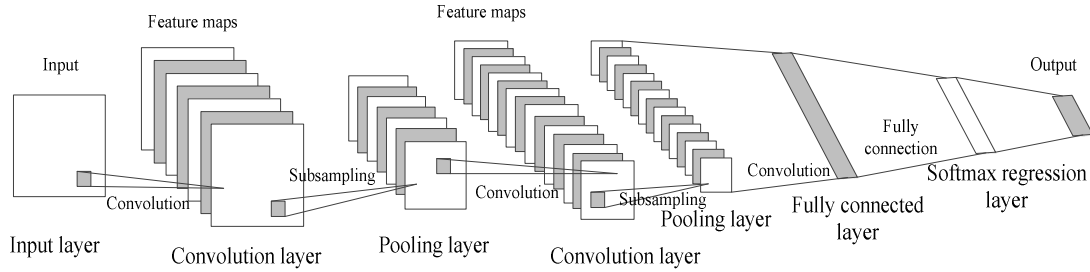 Feature maps
Feature maps
Input
Output
Convolution
Subsampling
Convolution
Subsampling
Convolution
Fully
connection
Input layer
Convolution layer
Pooling layer
Convolution layer
Pooling layer
Fully connected
layer
Softmax regression
layer